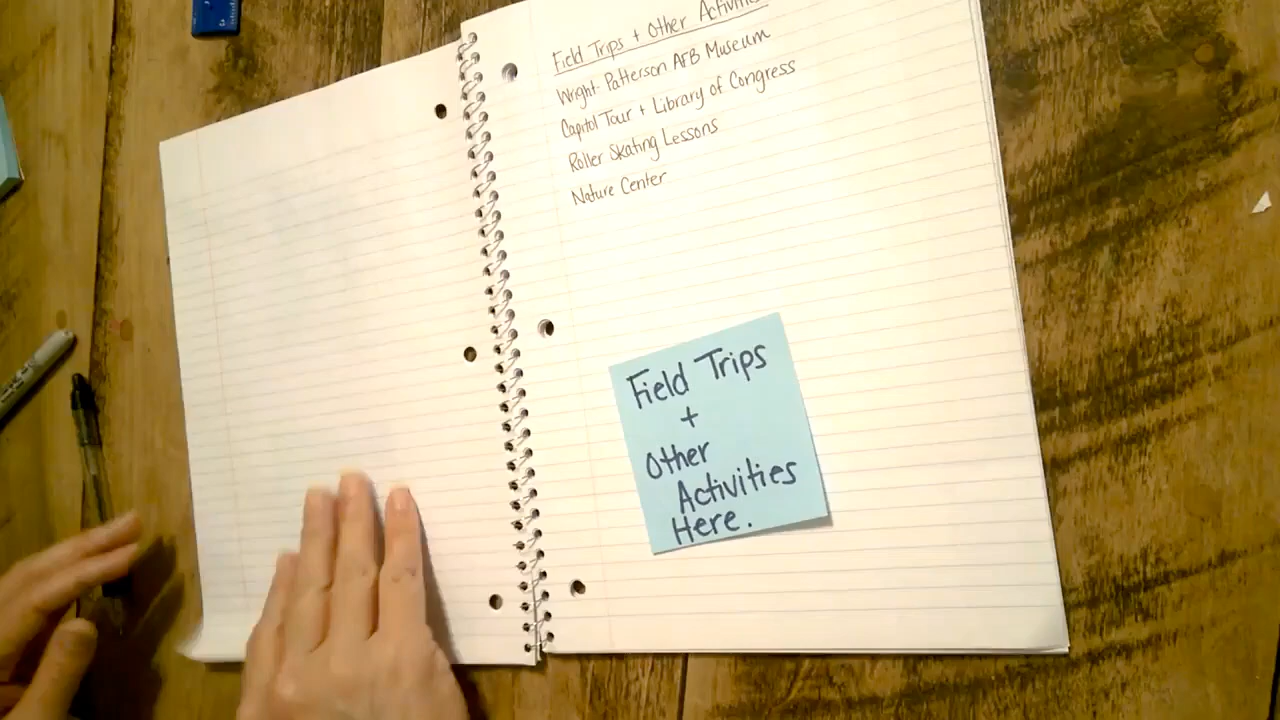 Field Trips + Other Activities
Wright-Patterson AFB Museum
Capitol Tour + Library of Congress
Roller Skating Lessons
Nature Center
Field Trips
+
Other
Activities
Here.